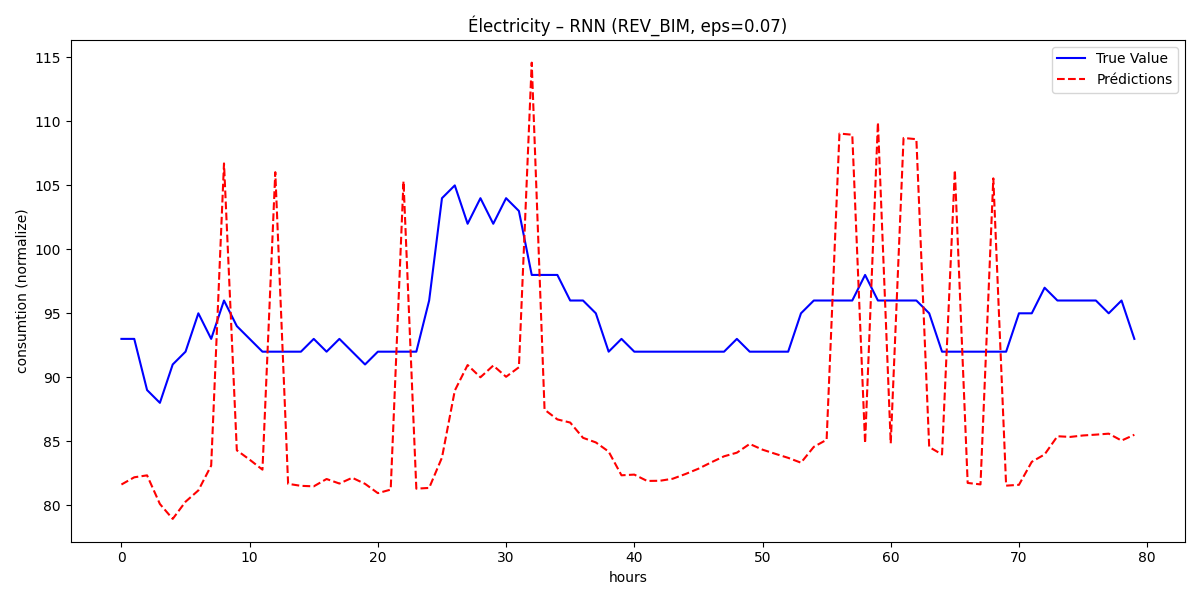 Électricity – RNN (REV_BIM, eps=0.07)
True Value
Prédictions
consumtion (normalize)
115
110
105
100
95
90
85
80
0 10 20 30 40 50 60 70 80
hours